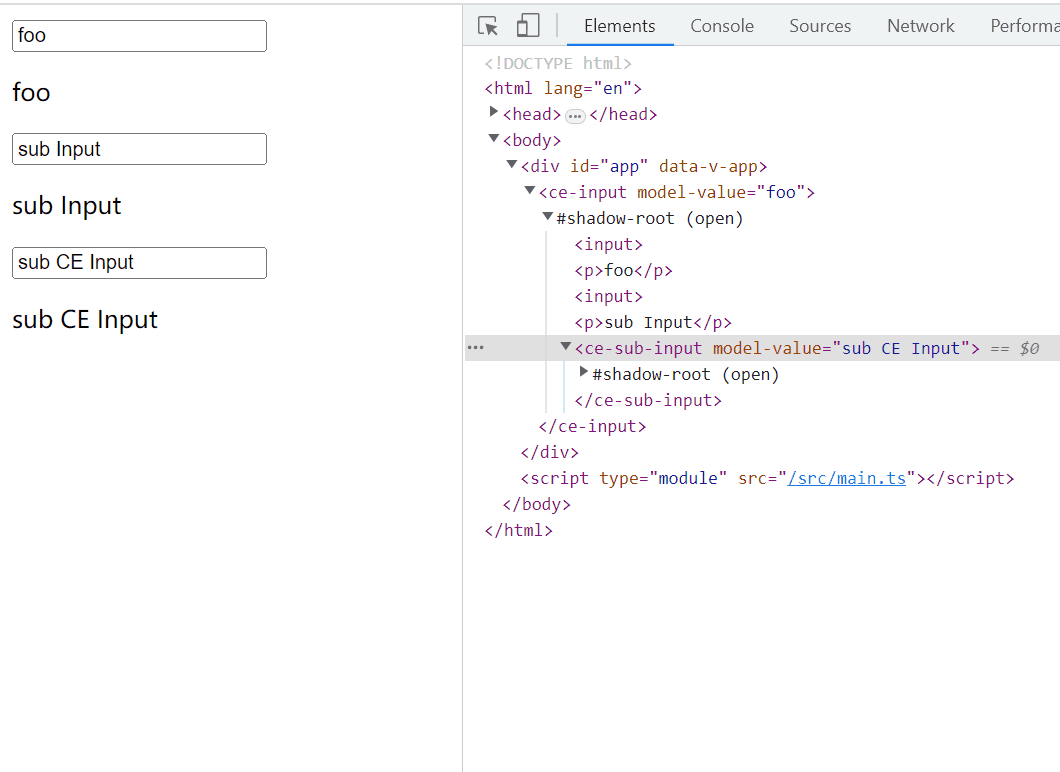 foo
foo
sub Input
sub Input
sub CE Input
sub CE Input
Elements Console Sources Network Performa
<!DOCTYPE html>
<html lang="en">
<head> ••• </head>
<body>
<div id="app" data-v-app>
<ce-input model-value="foo">
#shadow-root (open)
<input>
<p>foo</p>
<input>
<p>sub Input</p>
••• <ce-sub-input model-value="sub CE Input"> == $0
#shadow-root (open)
</ce-sub-input>
</ce-input>
</div>
<script type="module" src="/src/main.ts"></script>
</body>
</html>